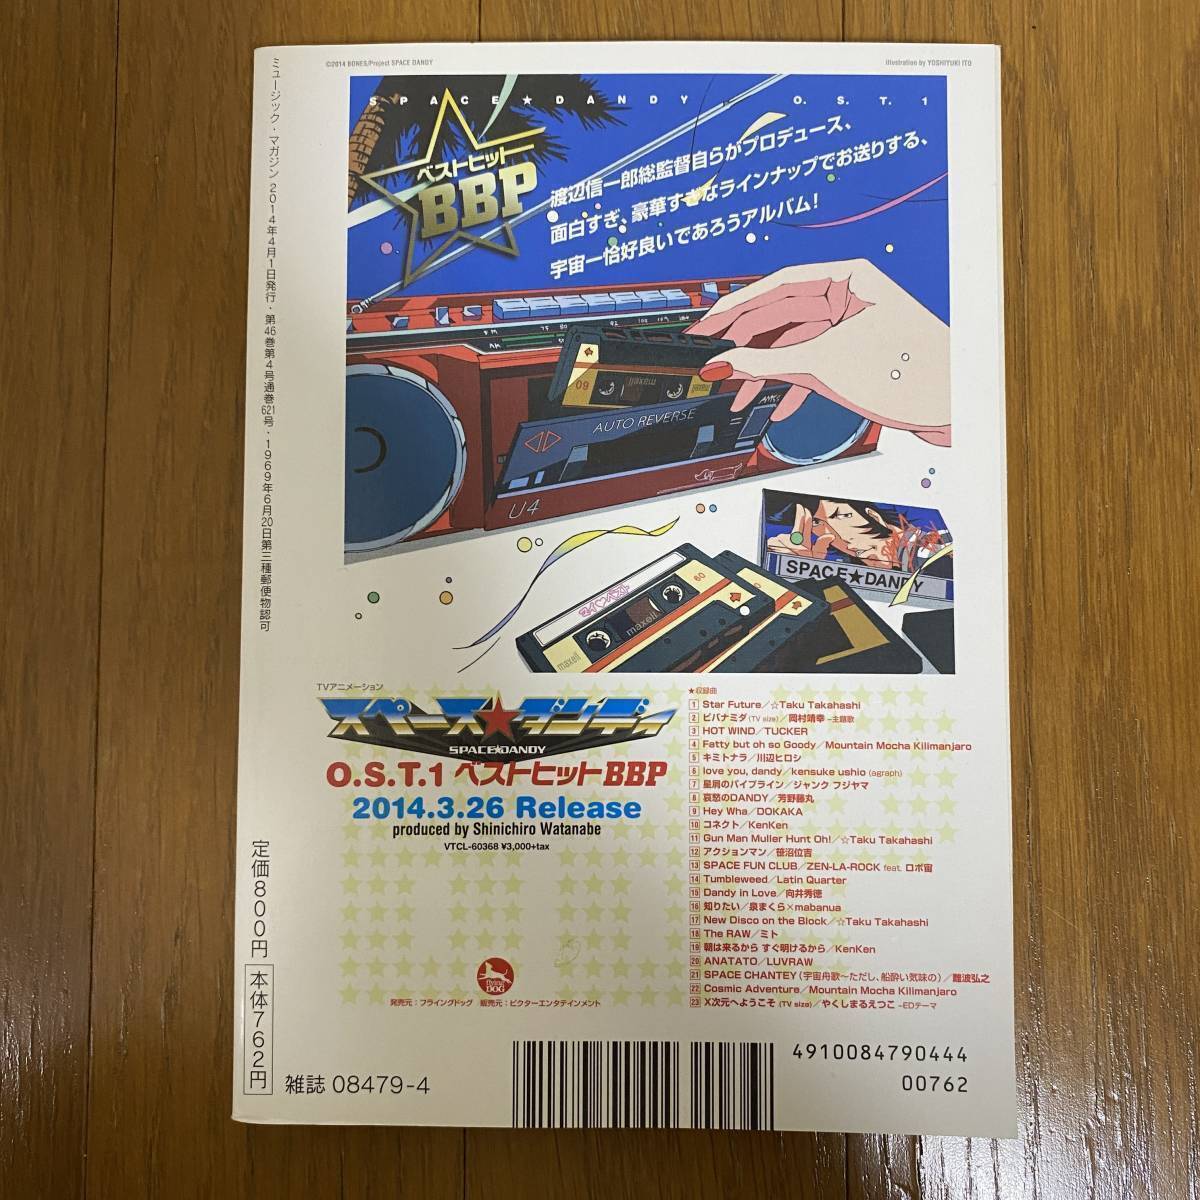 ©2014 BONES/Project SPACE DANDY
Illustration by YOSHIYUKI ITO
SPACE★DANDY O.S.T.1
ベストヒット
BBP
渡辺信一郎総監督自らがプロデュース、
面白すぎ、豪華すぎなラインナップでお送りする、
宇宙一恰好良いであろうアルバム!
AUTO REVERSE
U4
maxell
60
マイ♡ベスト
maxell
maxell
60
SPACE★DANDY
TVアニメーション
スペース★ダンディ
SPACE★DANDY
O.S.T.1 ベストヒットBBP
2014.3.26 Release
produced by Shinichiro Watanabe
VTCL-60368 ¥3,000+tax
★収録曲
1 Star Future/☆Taku Takahashi
2 ビバナミダ (TV size)/岡村靖幸 –主題歌
3 HOT WIND/TUCKER
4 Fatty but oh so Goody/Mountain Mocha Kilimanjaro
5 キミトナラ/川辺ヒロシ
6 love you, dandy/kensuke ushio (agraph)
7 星屑のパイプライン/ジャンク フジヤマ
8 哀愁のDANDY/芳野藤丸
9 Hey Wha/DOKAKA
10 コネクト/KenKen
11 Gun Man Muller Hunt Oh!/☆Taku Takahashi
12 アクションマン/笹沼位吉
13 SPACE FUN CLUB/ZEN-LA-ROCK feat. ロボ宙
14 Tumbleweed/Latin Quarter
15 Dandy in Love/向井秀徳
16 知りたい/泉まくら×mabanua
17 New Disco on the Block/☆Taku Takahashi
18 The RAW/ミト
19 朝は来るから すぐ明けるから/KenKen
20 ANATATO/LUVRAW
21 SPACE CHANTEY (宇宙舟歌〜ただし、船酔い気味の)/難波弘之
22 Cosmic Adventure/Mountain Mocha Kilimanjaro
23 X次元へようこそ (TV size)/やくしまるえつこ –EDテーマ
flying DOG
発売元:フライングドッグ 販売元:ビクターエンタテインメント
ミュージック・マガジン 2014年4月1日発行・第46巻第4号通巻621号・1969年6月20日第三種郵便物認可
定価800円 本体762円
雑誌 08479-4
4910084790444
00762